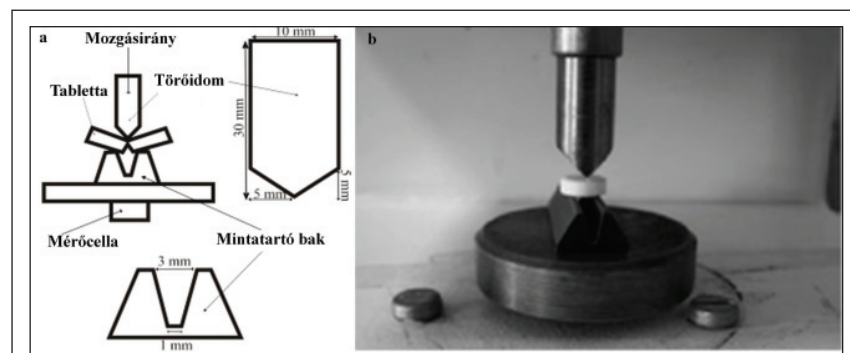 a
Mozgásirány
Törőidom
Tabletta
Mérőcella
Mintatartó bak
10 mm
30 mm
5 mm
5 mm
3 mm
1 mm
b